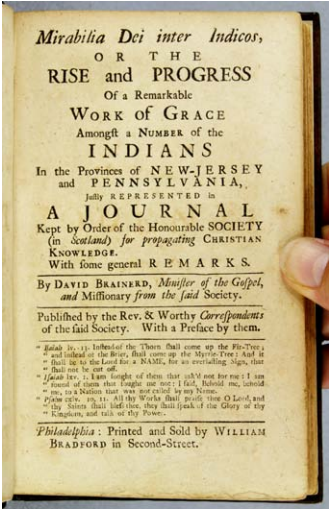 Mirabilia Dei inter Indicos,
OR THE
RISE and PROGRESS
Of a Remarkable
WORK OF GRACE
Amongſt a NUMBER of the
INDIANS
In the Provinces of NEW-JERSEY
and PENNSYLVANIA,
Juſtly REPRESENTED in
A JOURNAL
Kept by Order of the Honourable SOCIETY
(in Scotland) for propagating CHRISTIAN
KNOWLEDGE.
With ſome general REMARKS.
By DAVID BRAINERD, Miniſter of the Goſpel,
and Miſſionary from the ſaid Society.
Publiſhed by the Rev. & Worthy Correſpondents
of the ſaid Society. With a Preface by them.
lv. 13. Inſtead of the Thorn ſhall come up the Fir-Tree;
" and inſtead of the Brier, ſhall come up the Myrtle-Tree: And it
" ſhall be to the Lord for a NAME, for an everlaſting Sign, that
" ſhall not be cut off.
" Iſaiah lxv. 1. I am ſought of them that aſk'd not for me: I am
" found of them that ſought me not; I ſaid, Behold me, behold
" me, to a Nation that was not called by my Name.
" Pſalm cxlv. 10, 11. All thy Works ſhall praiſe thee O Lord, and
" thy Saints ſhall bleſs thee, they ſhall ſpeak of the Glory of thy
" Kingdom, and talk of thy Power.
Philadelphia: Printed and Sold by WILLIAM
BRADFORD in Second-Street.